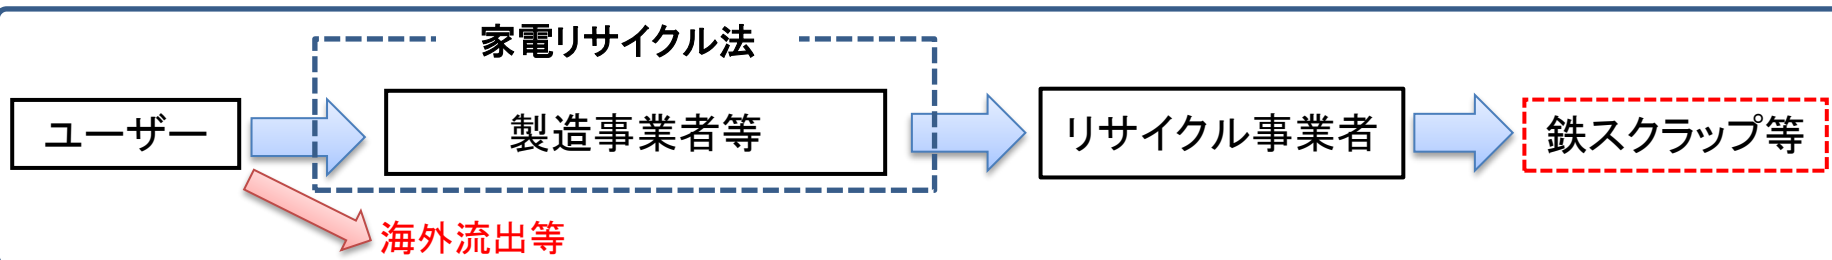 家電リサイクル法
ユーザー
製造事業者等
リサイクル事業者
鉄スクラップ等
海外流出等